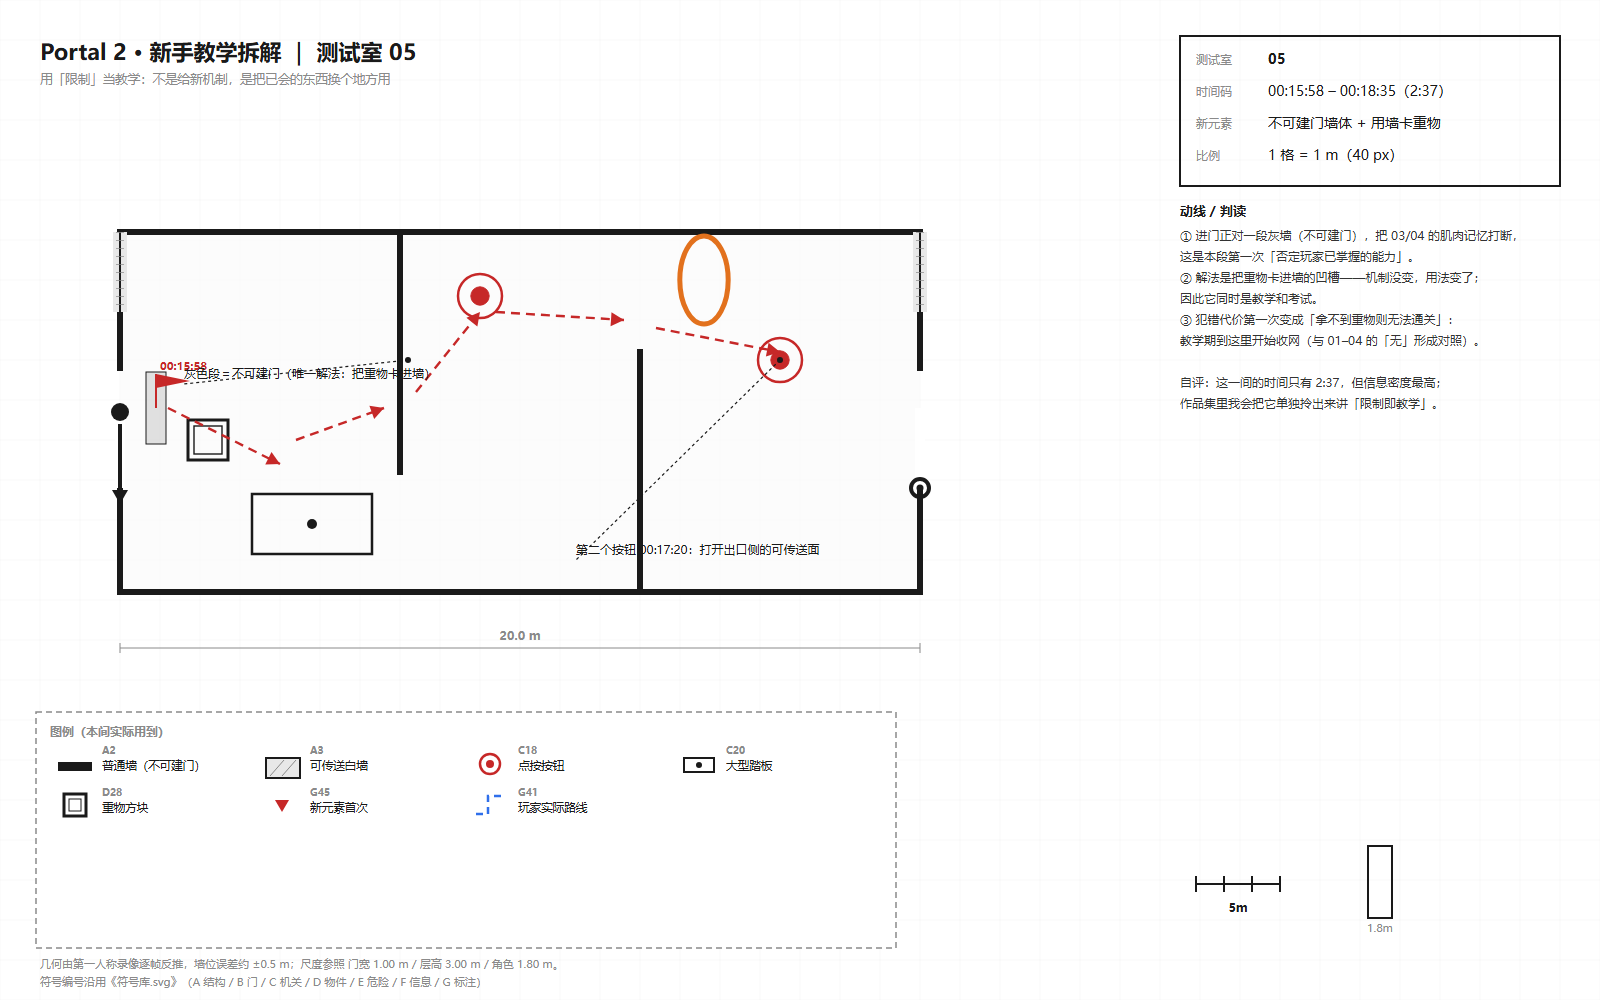 Portal 2 • 新手教学拆解 ｜ 测试室 05
用「限制」当教学：不是给新机制，是把已会的东西换个地方用
测试室 05
时间码 00:15:58 – 00:18:35（2:37）
新元素 不可建门墙体 + 用墙卡重物
比例 1 格 = 1 m（40 px）
动线 / 判读
① 进门正对一段灰墙（不可建门），把 03/04 的肌肉记忆打断，
这是本段第一次「否定玩家已掌握的能力」。
② 解法是把重物卡进墙的凹槽——机制没变，用法变了；
因此它同时是教学和考试。
③ 犯错代价第一次变成「拿不到重物则无法通关」：
教学期到这里开始收网（与 01–04 的「无」形成对照）。
自评：这一间的时间只有 2:37，但信息密度最高；
作品集里我会把它单独拎出来讲「限制即教学」。
00:15:58
灰色段 = 不可建门（唯一解法：把重物卡进墙）
第二个按钮 00:17:20：打开出口侧的可传送面
20.0 m
图例（本间实际用到）
A2
普通墙（不可建门）
A3
可传送白墙
C18
点按按钮
C20
大型踏板
D28
重物方块
G45
新元素首次
G41
玩家实际路线
5m
1.8m
几何由第一人称录像逐帧反推，墙位误差约 ±0.5 m；尺度参照 门宽 1.00 m / 层高 3.00 m / 角色 1.80 m。
符号编号沿用《符号库.svg》（A 结构 / B 门 / C 机关 / D 物件 / E 危险 / F 信息 / G 标注）